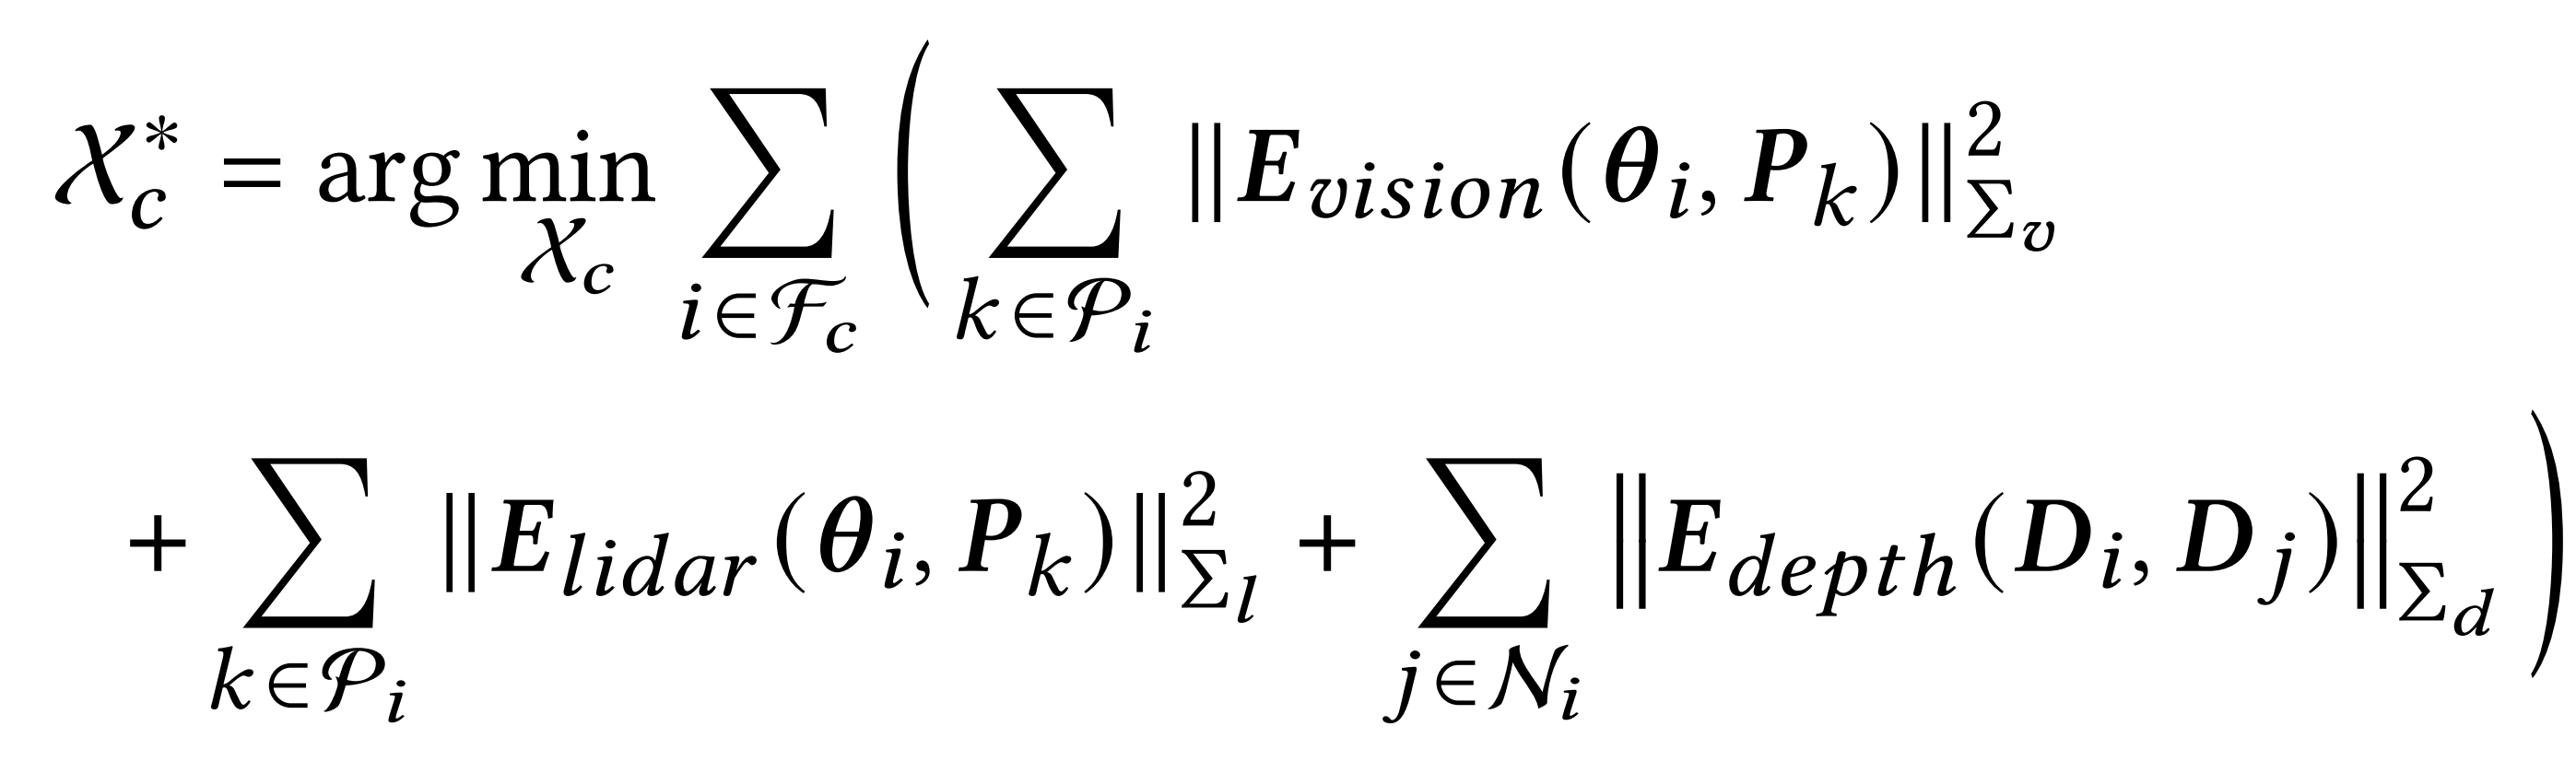 𝒳*_c = arg min_{𝒳_c} ∑_{i∈ℱ_c} ( ∑_{k∈𝒫_i} ‖𝑬_{vision}(𝜽_i, 𝑷_k)‖²_{Σ_v}
+ ∑_{k∈𝒫_i} ‖𝑬_{lidar}(𝜽_i, 𝑷_k)‖²_{Σ_l} + ∑_{j∈𝒩_i} ‖𝑬_{depth}(𝑫_i, 𝑫_j)‖²_{Σ_d} )